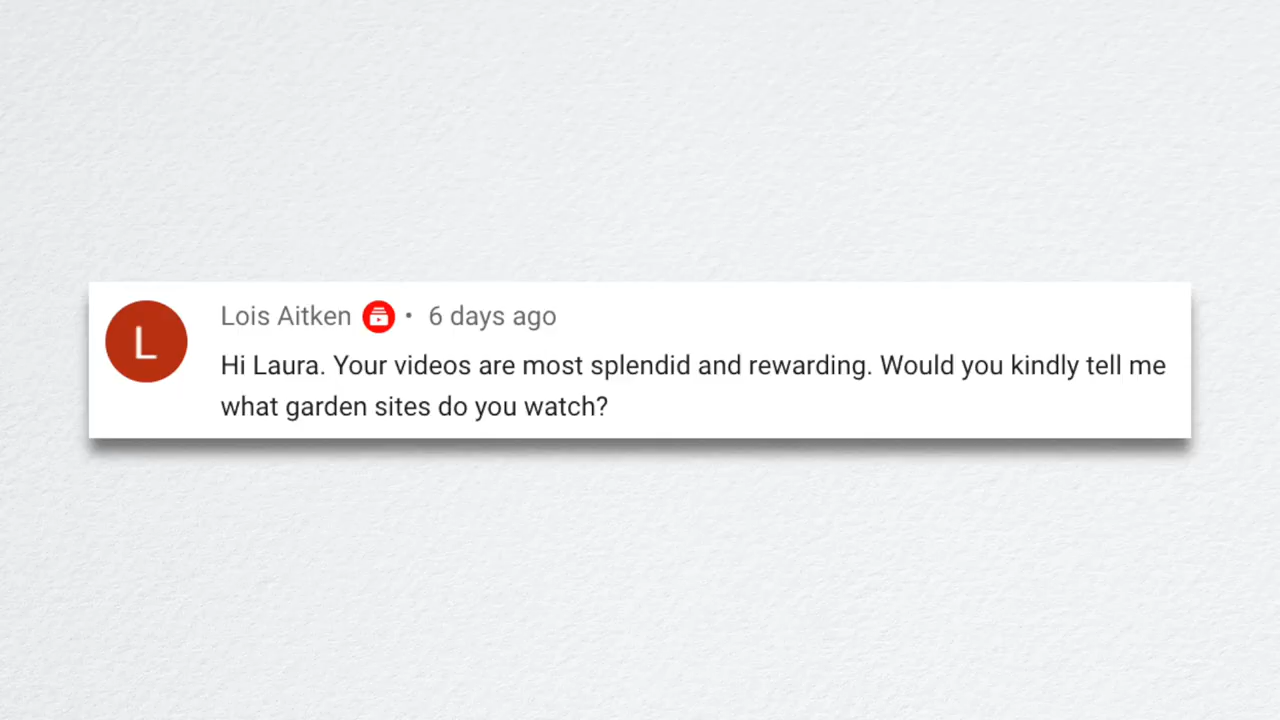 L
Lois Aitken • 6 days ago
Hi Laura. Your videos are most splendid and rewarding. Would you kindly tell me
what garden sites do you watch?